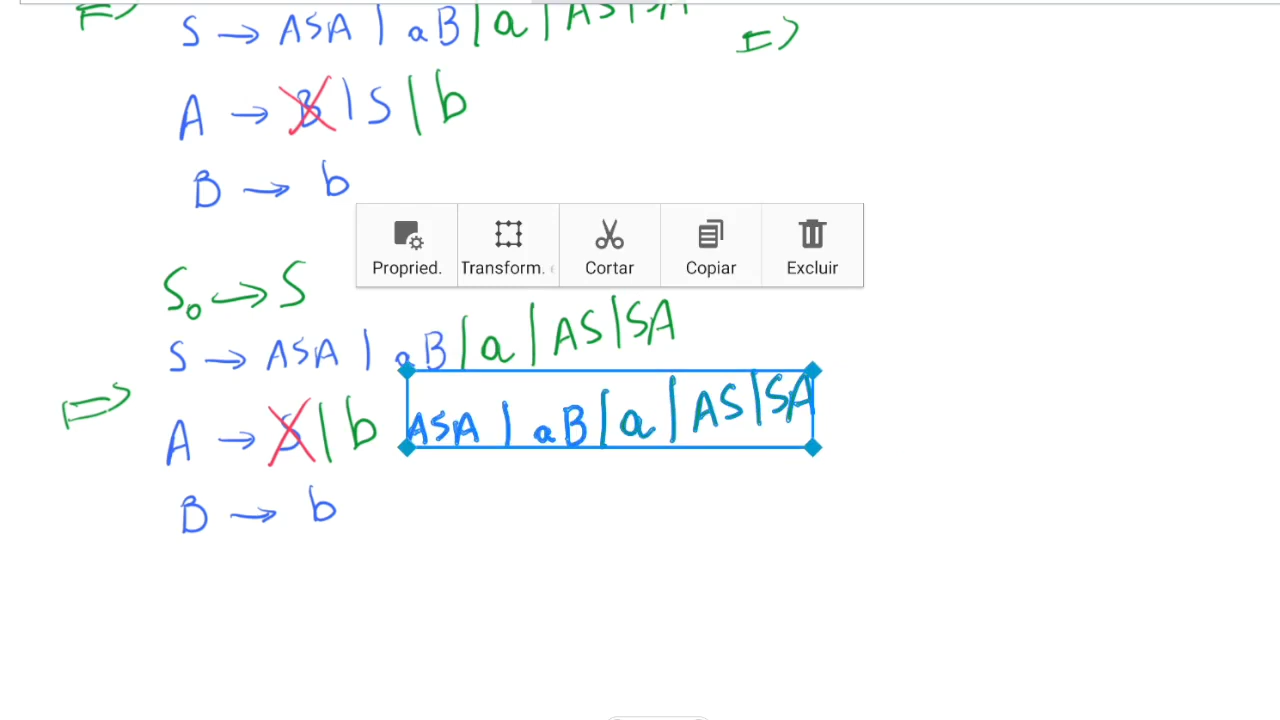 S → ASA | aB | a | AS | SA
A → B | S | b
B → b
Propried. Transform. Cortar Copiar Excluir
S₀ → S
S → ASA | aB | a | AS | SA
A → S | b ASA | aB | a | AS | SA
B → b